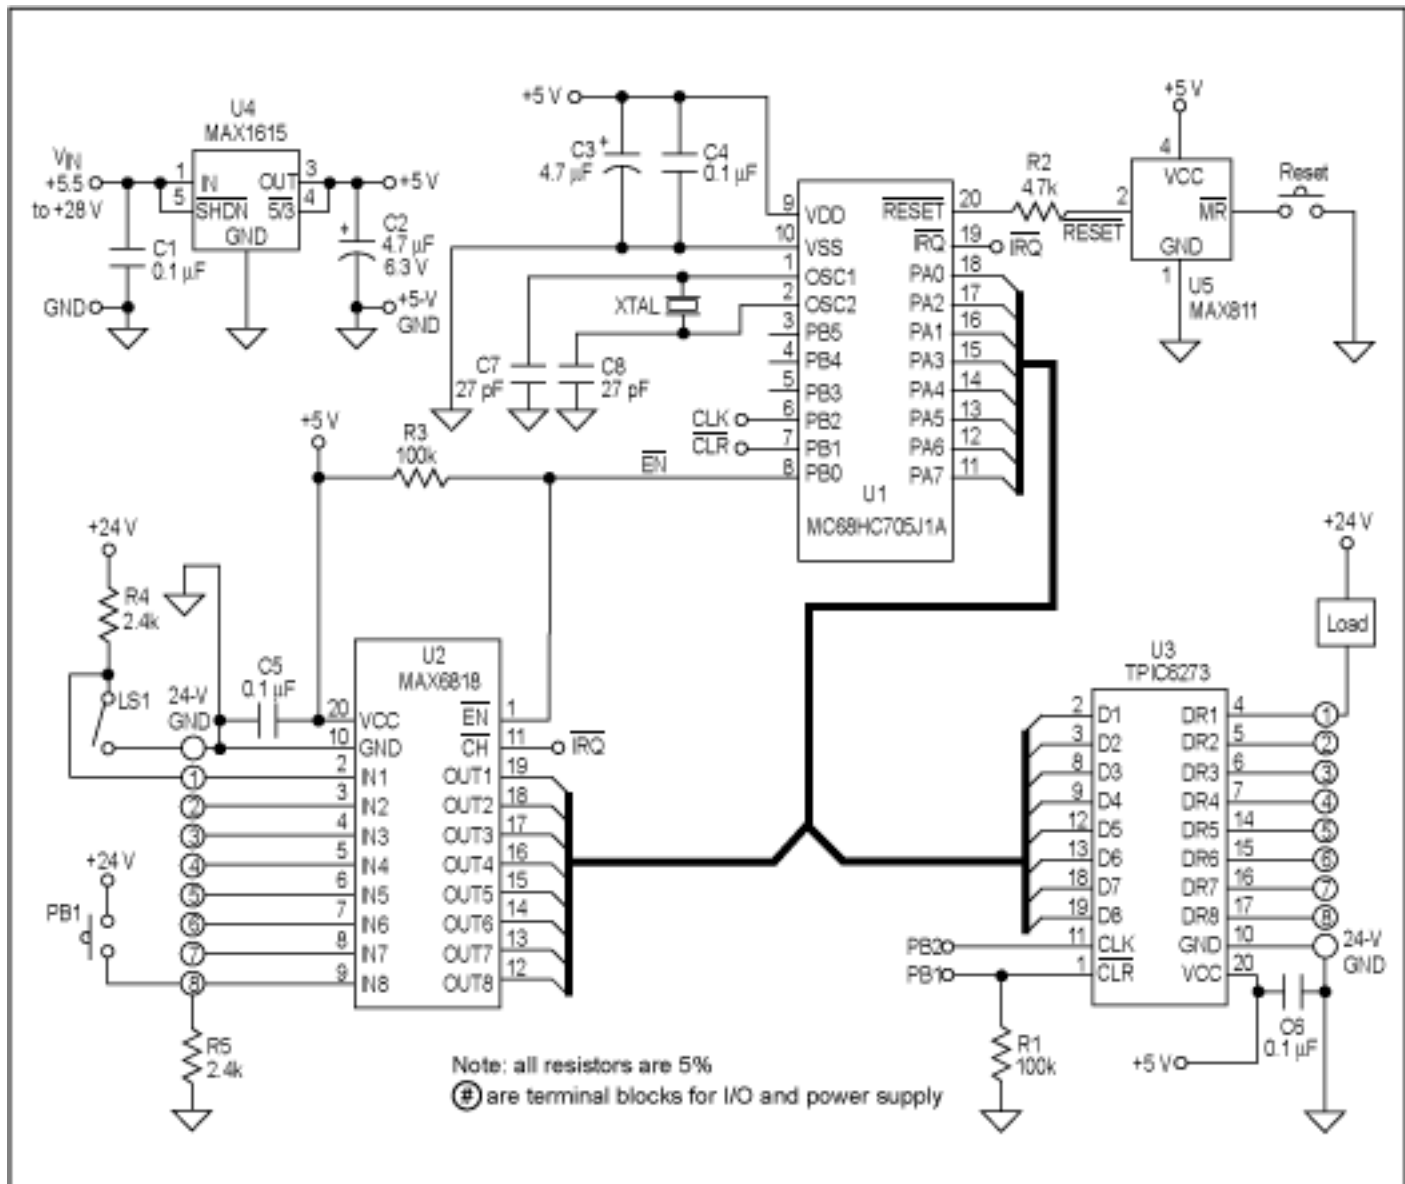 U4
MAX1615
VIN
+5.5
to +28 V
1
IN
5
SHDN
OUT
3
5/3
4
GND
+5 V
C1
0.1 µF
GND
C2
4.7 µF
6.3 V
+5-V
GND
+5 V
C3
4.7 µF
C4
0.1 µF
9 VDD
10 VSS
1 OSC1
2 OSC2
3 PB5
4 PB4
5 PB3
6 PB2
7 PB1
8 PB0
RESET 20
IRQ 19
PA0 18
PA2 17
PA1 16
PA3 15
PA4 14
PA5 13
PA6 12
PA7 11
U1
MC68HC705J1A
XTAL
C7
27 pF
C8
27 pF
CLK
CLR
EN
IRQ
R2
4.7k
RESET
2
+5 V
4
VCC
MR
GND
1
U5
MAX811
Reset
+5 V
R3
100k
+24 V
R4
2.4k
LS1
24-V
GND
C5
0.1 µF
U2
MAX6818
20 VCC
10 GND
2 IN1
3 IN2
4 IN3
5 IN4
6 IN5
7 IN6
8 IN7
9 IN8
EN 1
CH 11
IRQ
OUT1 19
OUT2 18
OUT3 17
OUT4 16
OUT5 15
OUT6 14
OUT7 13
OUT8 12
1
2
3
4
5
6
7
8
+24 V
PB1
R5
2.4k
+24 V
Load
U3
TPIC6273
2 D1
3 D2
8 D3
9 D4
12 D5
13 D6
18 D7
19 D8
11 CLK
1 CLR
DR1 4
DR2 5
DR3 6
DR4 7
DR5 14
DR6 15
DR7 16
DR8 17
GND 10
VCC 20
1
2
3
4
5
6
7
8
24-V
GND
PB2
PB1
R1
100k
+5 V
C6
0.1 µF
Note: all resistors are 5%
# are terminal blocks for I/O and power supply